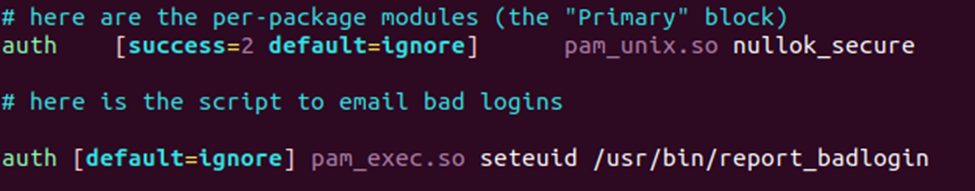 # here are the per-package modules (the "Primary" block)
auth    [success=2 default=ignore]      pam_unix.so nullok_secure
# here is the script to email bad logins
auth [default=ignore] pam_exec.so seteuid /usr/bin/report_badlogin